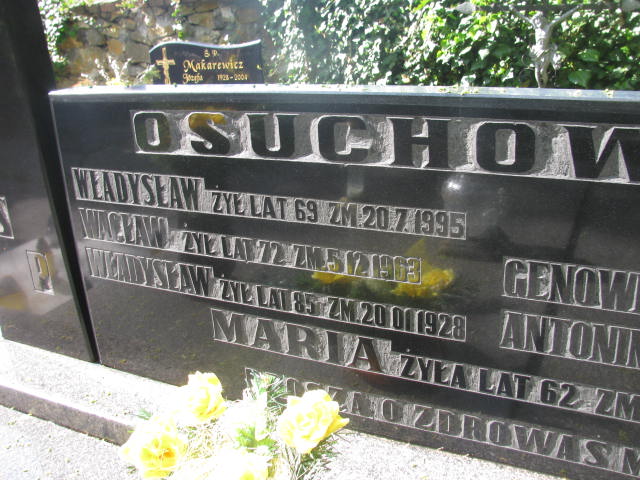 Ś.P.
Makarewicz
Józefa 1928 - 2004
OSUCHOW
WŁADYSŁAW ŻYŁ LAT 69 ZM. 20.7.1995
WACŁAW ŻYŁ LAT 72 ZM. 5.12.1963
WŁADYSŁAW ŻYŁ LAT 85 ZM. 20.01.1928
MARIA ŻYŁA LAT 62 ZM
GENOW
ANTONIN
O ZDROWAŚ M
P